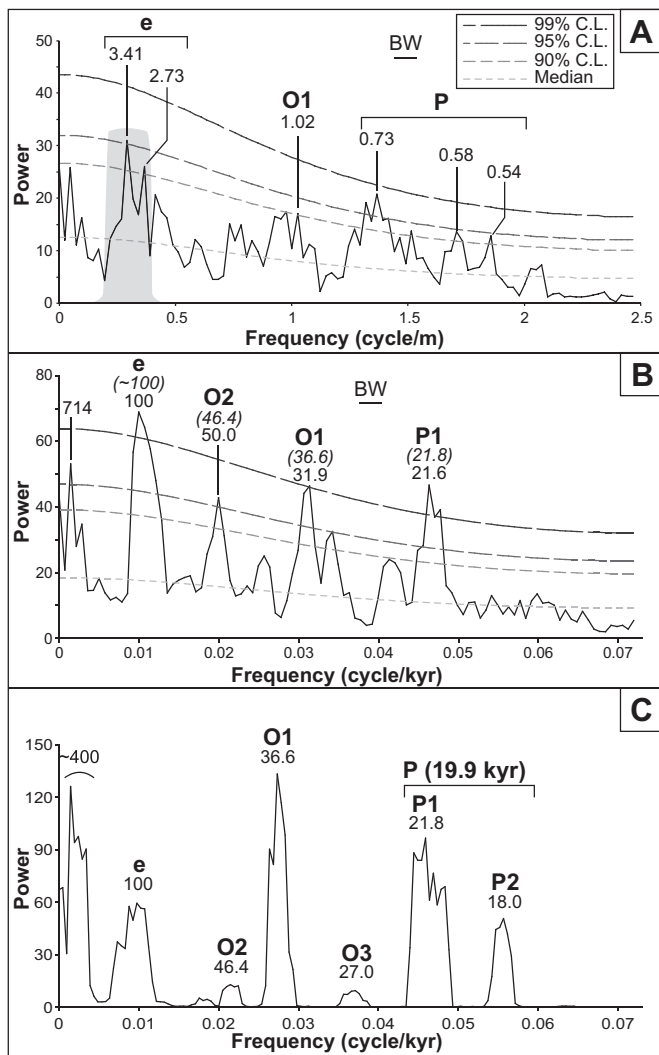 A
e
BW
99% C.L.
95% C.L.
90% C.L.
Median
3.41
2.73
O1
1.02
P
0.73
0.58
0.54
50
40
30
20
10
0
Power
0 0.5 1 1.5 2.0 2.5
Frequency (cycle/m)
B
e
(~100)
100
714
O2
(46.4)
50.0
BW
O1
(36.6)
31.9
P1
(21.8)
21.6
80
60
40
20
0
Power
0 0.01 0.02 0.03 0.04 0.05 0.06 0.07
Frequency (cycle/kyr)
C
~400
e
100
O2
46.4
O1
36.6
O3
27.0
P (19.9 kyr)
P1
21.8
P2
18.0
150
120
90
60
30
0
Power
0 0.01 0.02 0.03 0.04 0.05 0.06 0.07
Frequency (cycle/kyr)